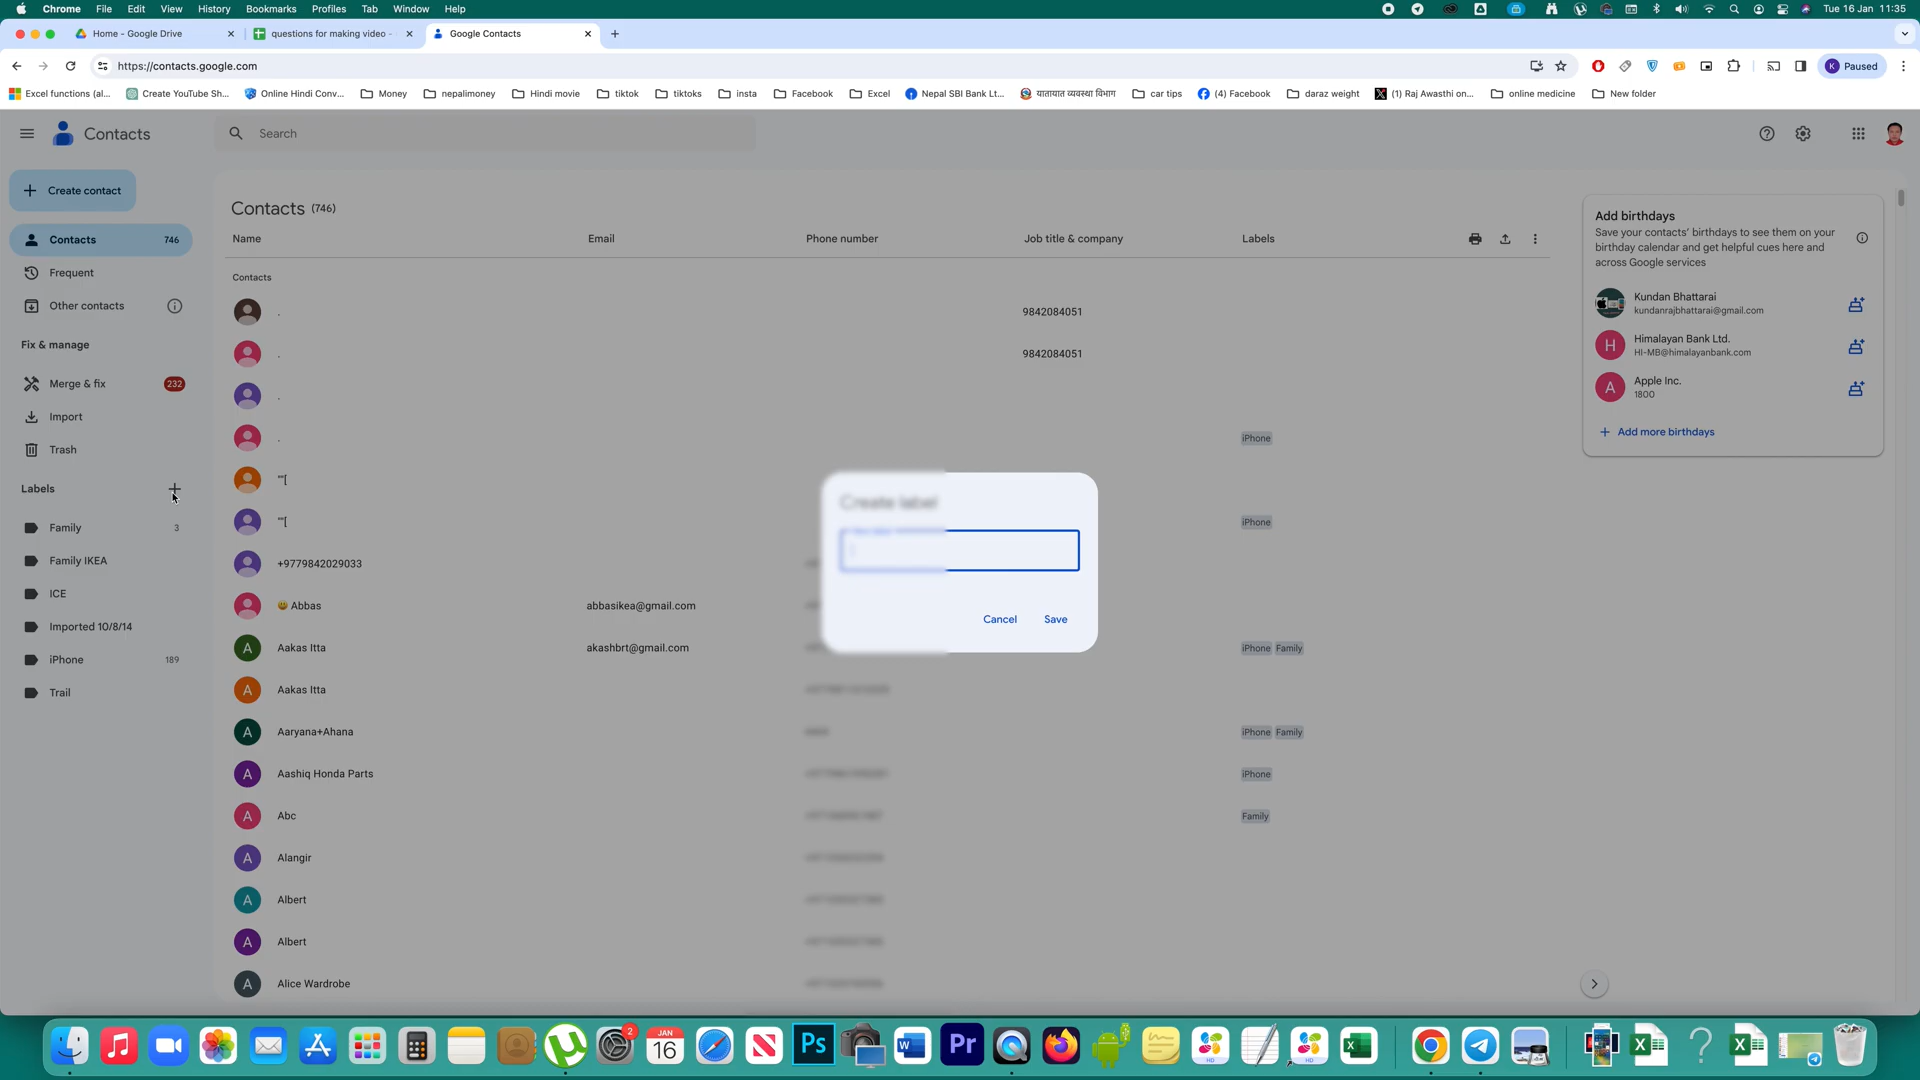 Chrome File Edit View History Bookmarks Profiles Tab Window Help Tue 16 Jan 11:35
Home - Google Drive questions for making video - Google Contacts
https://contacts.google.com Paused
Excel functions (al... Create YouTube Sh... Online Hindi Conv... Money nepalimoney Hindi movie tiktok tiktoks insta Facebook Excel Nepal SBI Bank Lt... यातायात व्यवस्था विभाग car tips (4) Facebook daraz weight (1) Raj Awasthi on... online medicine New folder
Contacts
Search
Create contact
Contacts 746
Frequent
Other contacts
Fix & manage
Merge & fix 232
Import
Trash
Labels
Family 3
Family IKEA
ICE
Imported 10/8/14
iPhone 189
Trail
Contacts (746)
Name Email Phone number Job title & company Labels
Contacts
. 9842084051
. 9842084051
.
. iPhone
""[
""[ iPhone
+9779842029033
Abbas abbasikea@gmail.com
Aakas Itta akashbrt@gmail.com iPhone Family
Aakas Itta
Aaryana+Ahana iPhone Family
Aashiq Honda Parts iPhone
Abc Family
Alangir
Albert
Albert
Alice Wardrobe
Create label
Cancel Save
Add birthdays
Save your contacts' birthdays to see them on your
birthday calendar and get helpful cues here and
across Google services
Kundan Bhattarai
kundanrajbhattarai@gmail.com
H Himalayan Bank Ltd.
HI-MB@himalayanbank.com
A Apple Inc.
1800
Add more birthdays
A
A
A
A
A
A
A
A
A
2
JAN
16
Ps
W
Pr
HD
HD
X
X
X